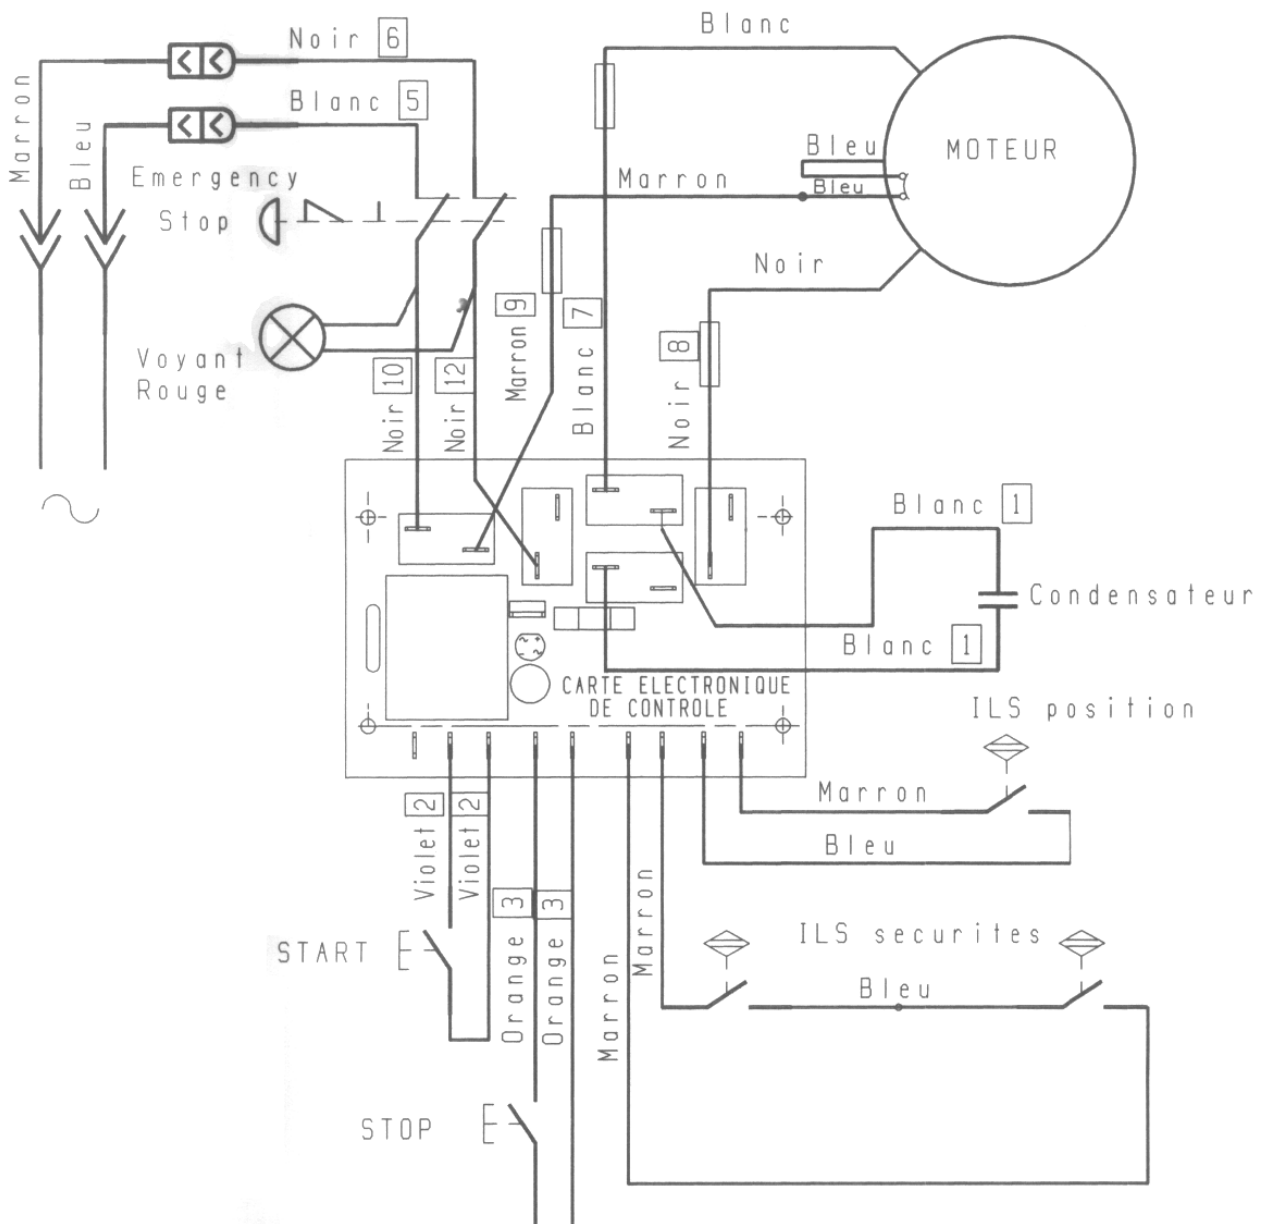 Noir 6
Blanc
Marron
Blanc 5
Bleu
Emergency
Stop
Bleu
MOTEUR
Marron
Bleu
Noir
Voyant
Rouge
Noir 10
Noir 12
Marron 9
Blanc 7
Noir 8
Blanc 1
Condensateur
Blanc 1
CARTE ELECTRONIQUE
DE CONTROLE
ILS position
Marron
Bleu
Violet 2
Violet 2
Orange 3
Orange 3
Marron
Marron
START
ILS securites
Bleu
STOP